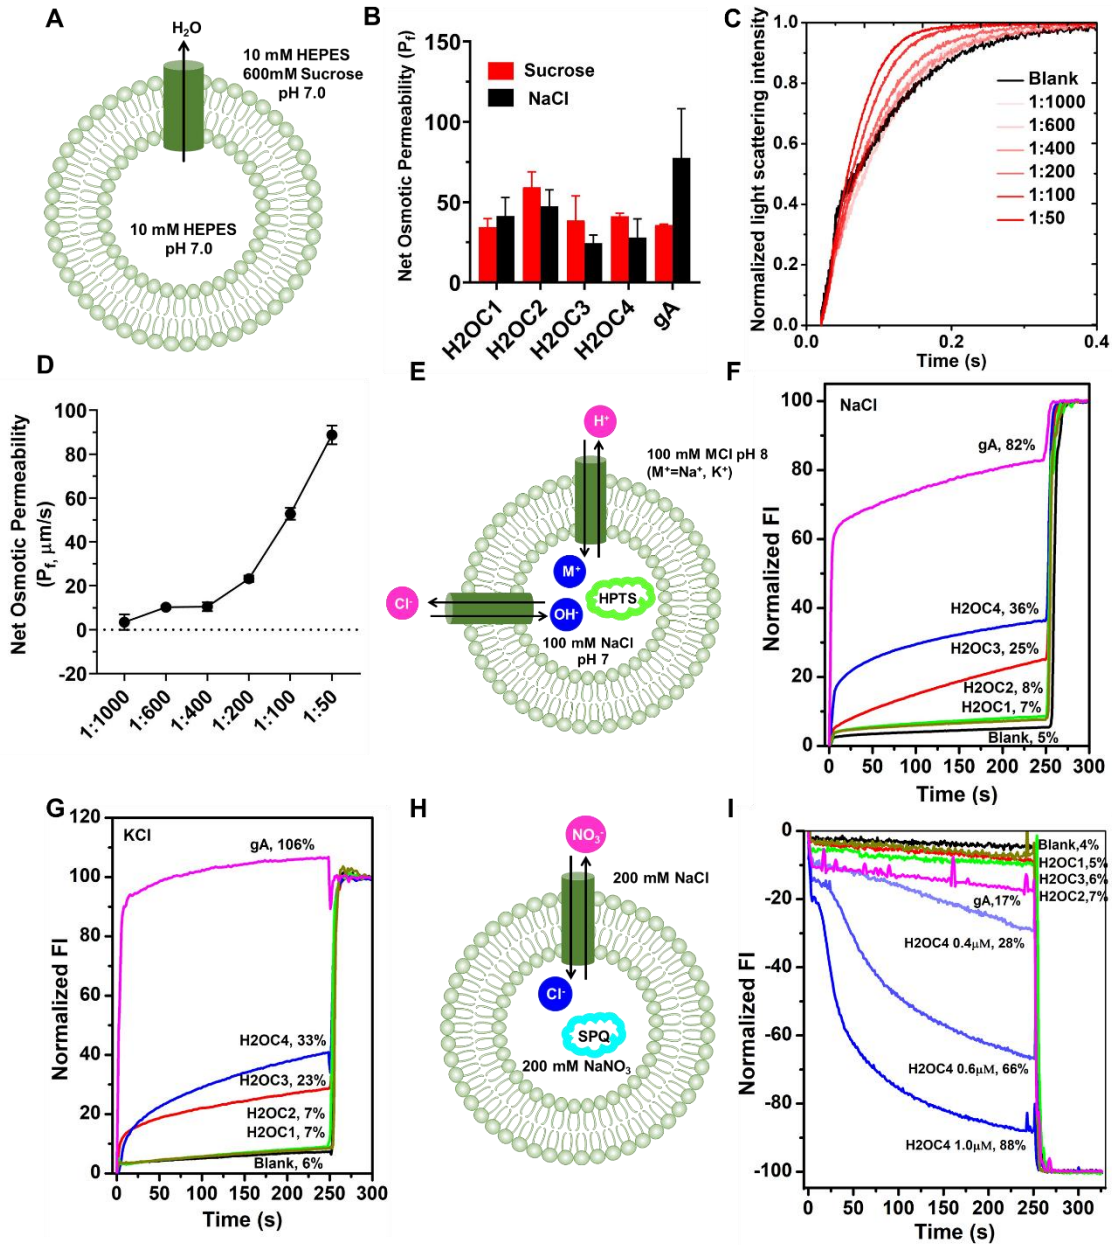 A
H₂O
10 mM HEPES
600mM Sucrose
pH 7.0
10 mM HEPES
pH 7.0
B
Net Osmotic Permeability (Pf)
150
100
50
0
Sucrose
NaCl
H2OC1
H2OC2
H2OC3
H2OC4
gA
C
Normalized light scattering intensity
1.0
0.8
0.6
0.4
0.2
0.0
Blank
1:1000
1:600
1:400
1:200
1:100
1:50
0.0
0.2
0.4
Time (s)
D
Net Osmotic Permeability
(Pf, μm/s)
100
80
60
40
20
0
-20
1:1000
1:600
1:400
1:200
1:100
1:50
E
H⁺
100 mM MCl pH 8
(M⁺=Na⁺, K⁺)
M⁺
HPTS
Cl⁻
OH⁻
100 mM NaCl
pH 7
F
Normalized FI
100
80
60
40
20
0
NaCl
gA, 82%
H2OC4, 36%
H2OC3, 25%
H2OC2, 8%
H2OC1, 7%
Blank, 5%
0
50
100
150
200
250
300
Time (s)
G
Normalized FI
120
100
80
60
40
20
0
KCl
gA, 106%
H2OC4, 33%
H2OC3, 23%
H2OC2, 7%
H2OC1, 7%
Blank, 6%
0
50
100
150
200
250
300
Time (s)
H
NO₃⁻
200 mM NaCl
Cl⁻
SPQ
200 mM NaNO₃
I
Normalized FI
0
-20
-40
-60
-80
-100
Blank,4%
H2OC1,5%
H2OC3,6%
H2OC2,7%
gA,17%
H2OC4 0.4μM, 28%
H2OC4 0.6μM, 66%
H2OC4 1.0μM, 88%
0
50
100
150
200
250
300
Time (s)